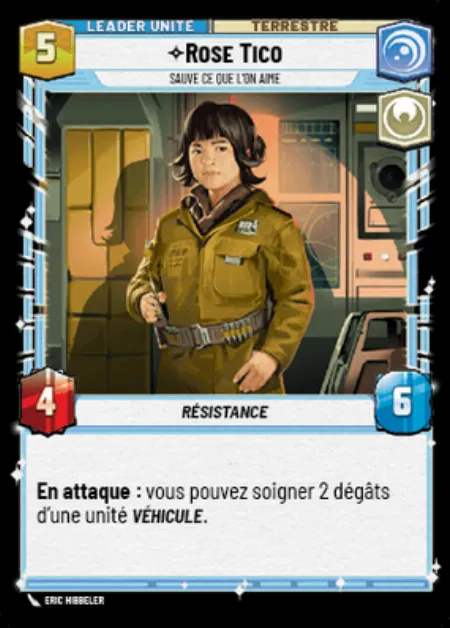 LEADER UNITÉ
TERRESTRE
5
ROSE TICO
SAUVE CE QUE L'ON AIME
4
RÉSISTANCE
6
En attaque : vous pouvez soigner 2 dégâts
d'une unité VÉHICULE.
ERIC HIBBELER